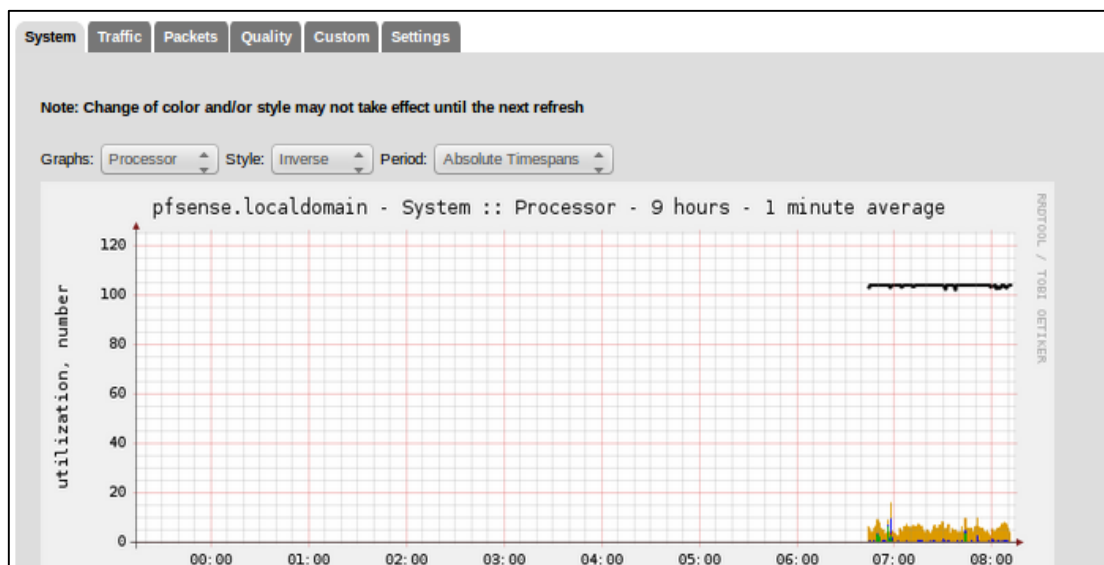 System Traffic Packets Quality Custom Settings
Note: Change of color and/or style may not take effect until the next refresh
Graphs: Processor Style: Inverse Period: Absolute Timespans
pfsense.localdomain - System :: Processor - 9 hours - 1 minute average
RRDTOOL / TOBI OETIKER
utilization, number
120
100
80
60
40
20
0
00:00 01:00 02:00 03:00 04:00 05:00 06:00 07:00 08:00